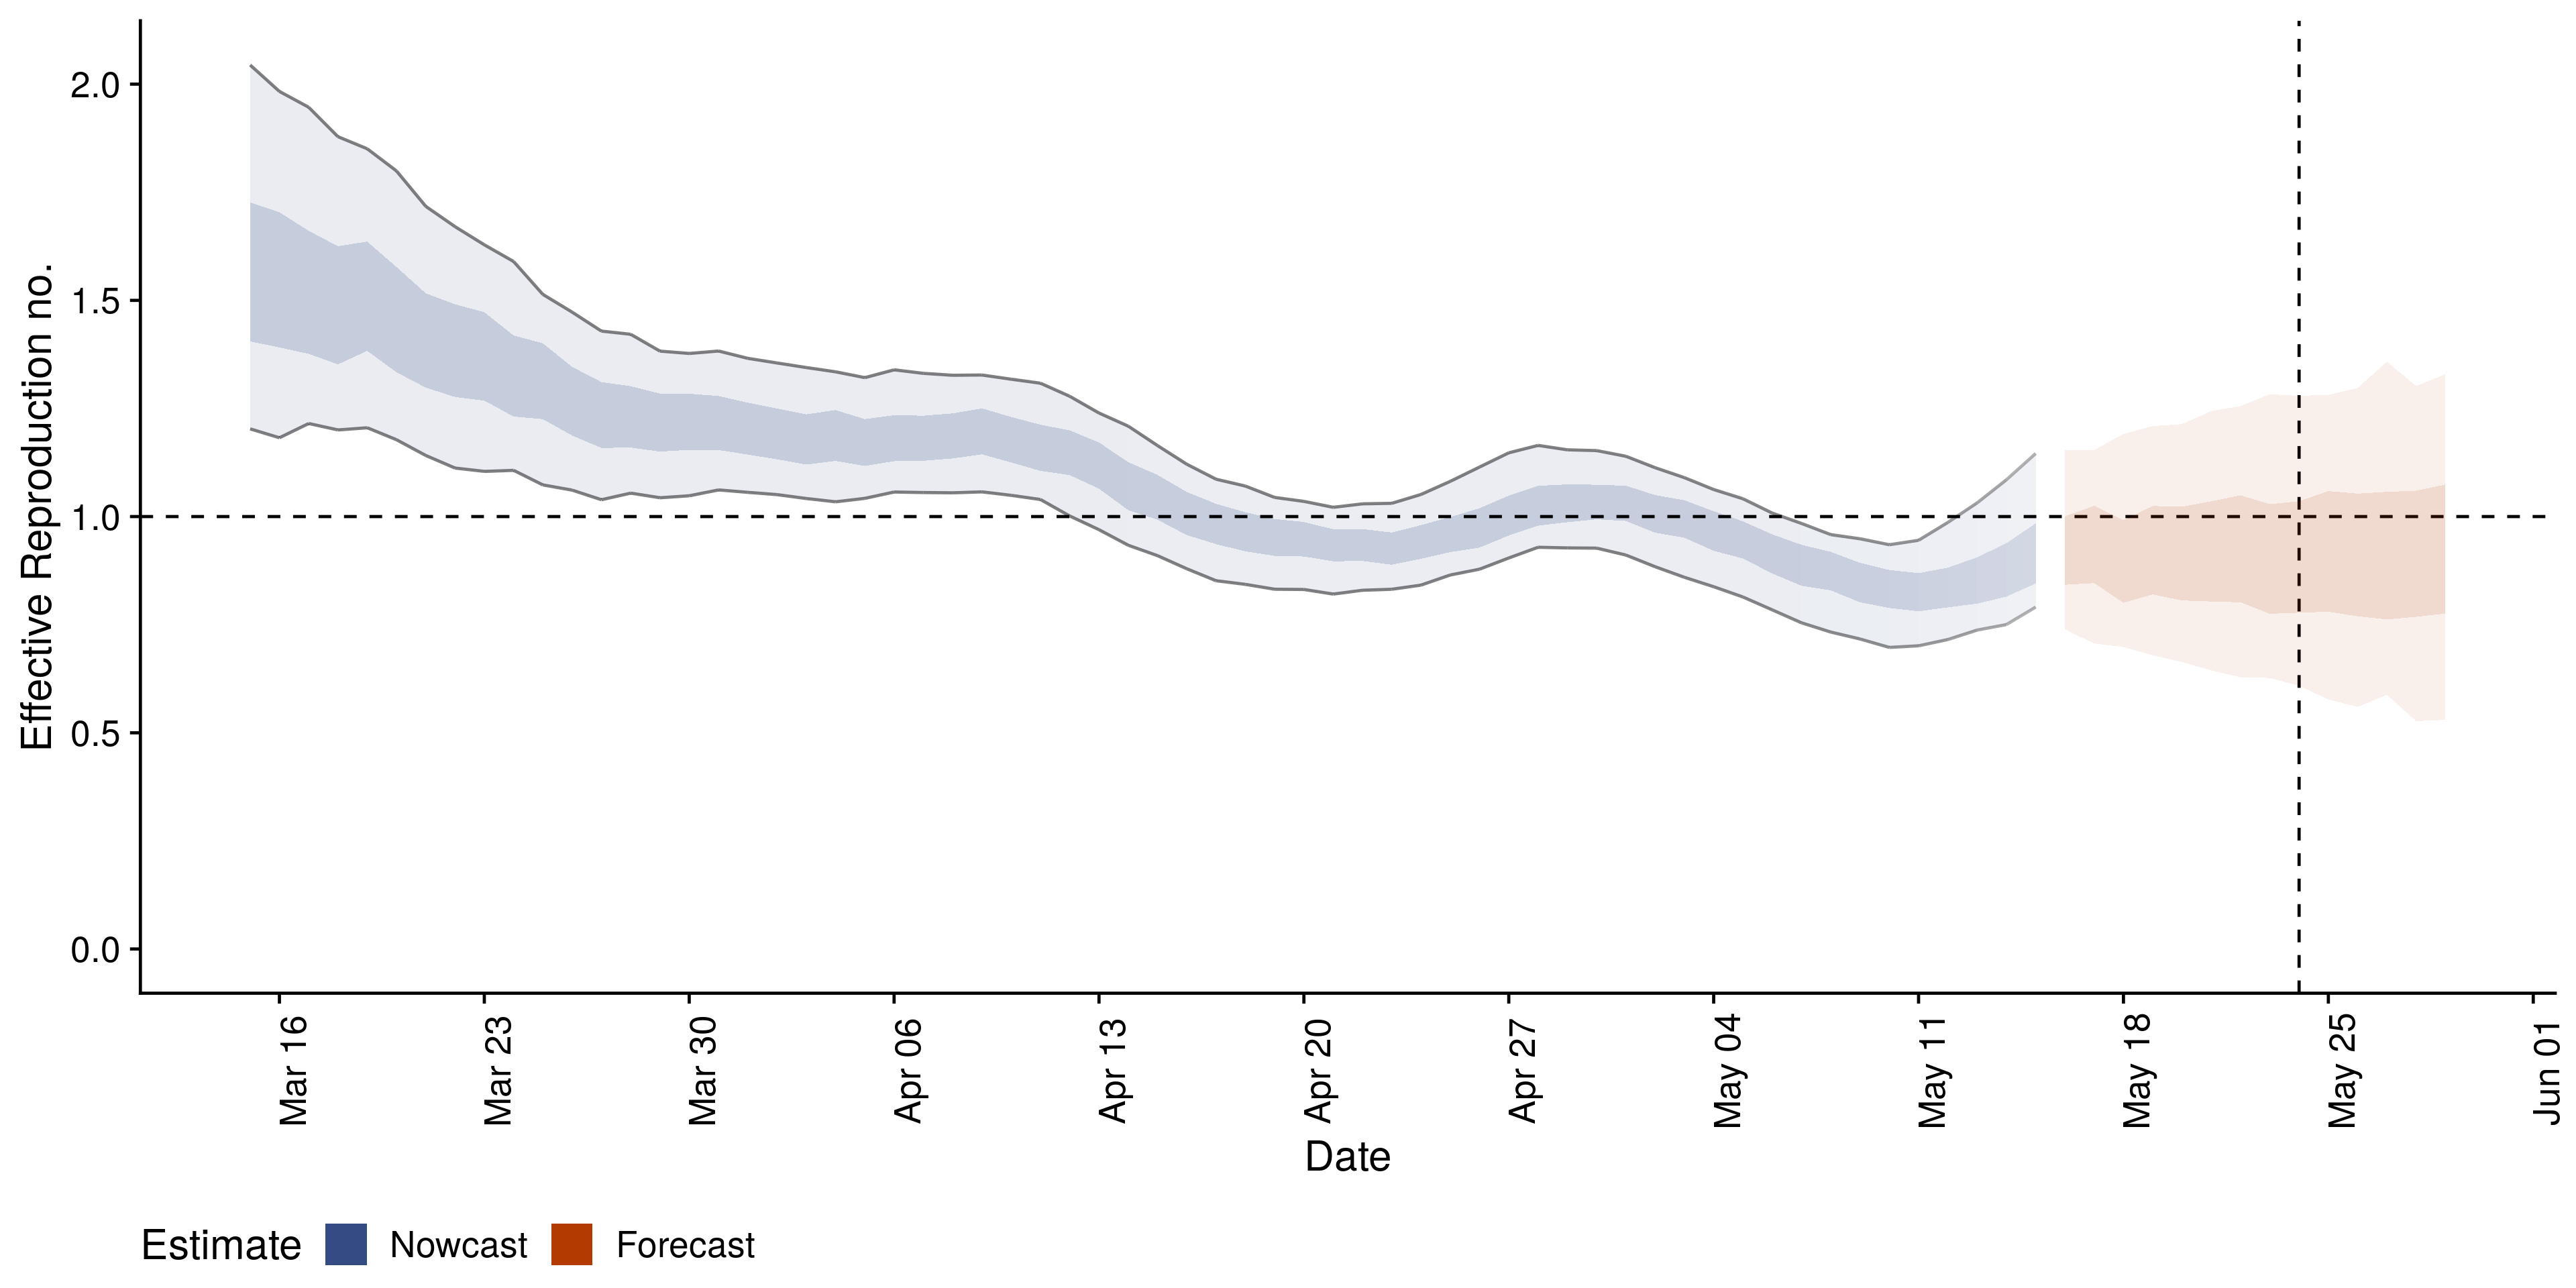 Effective Reproduction no.
2.0
1.5
1.0
0.5
0.0
Mar 16
Mar 23
Mar 30
Apr 06
Apr 13
Apr 20
Apr 27
May 04
May 11
May 18
May 25
Jun 01
Date
Estimate Nowcast Forecast